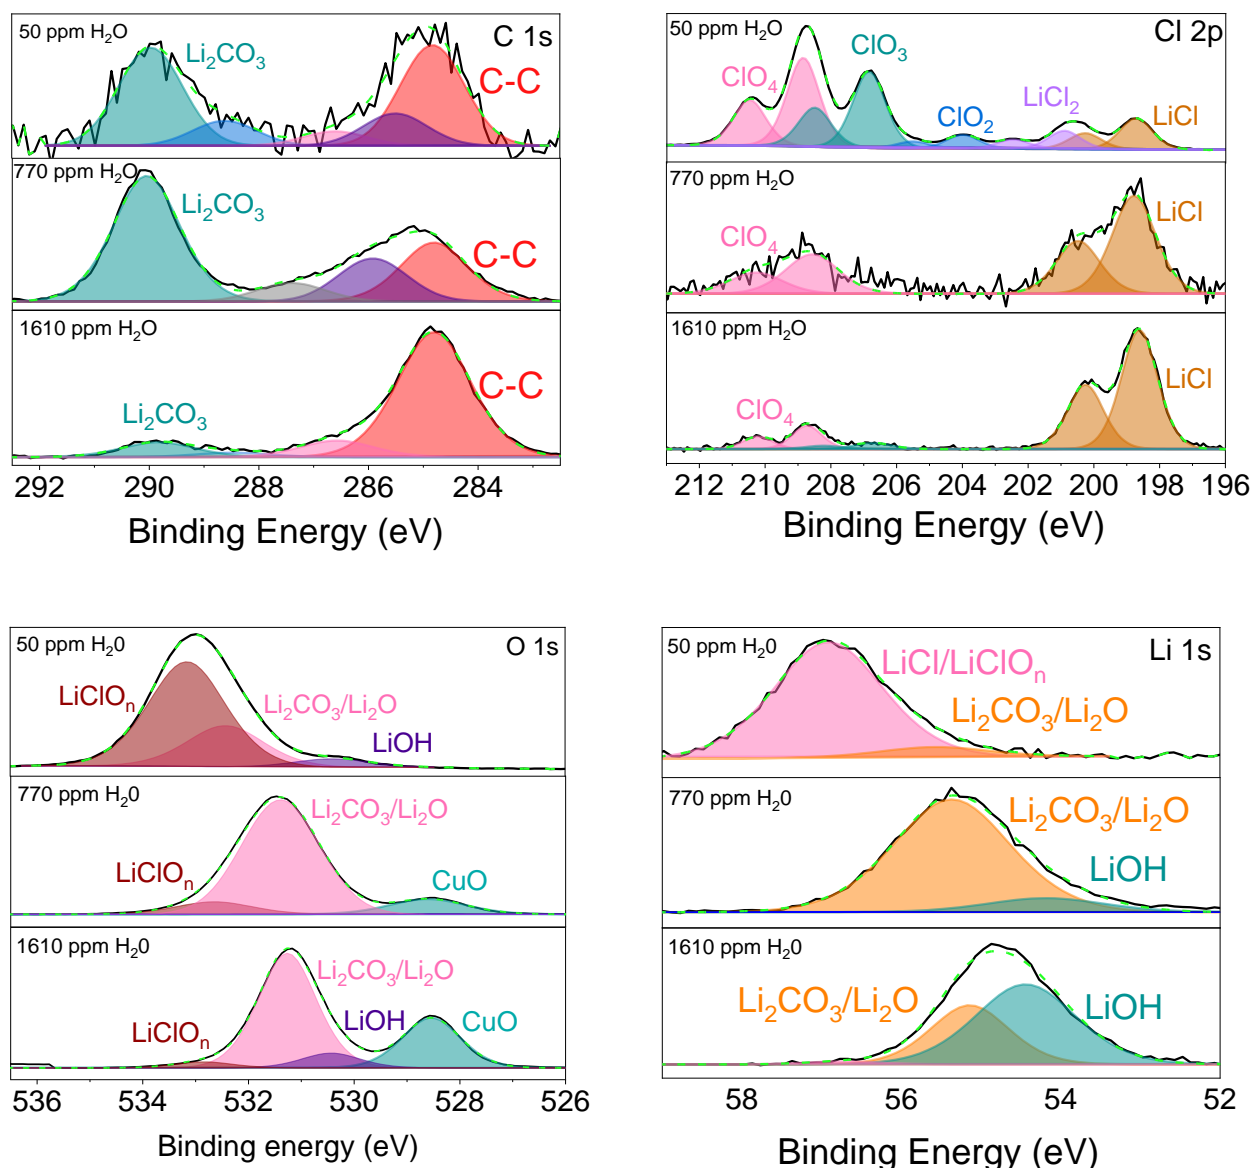 50 ppm H₂O
C 1s
Li₂CO₃
C-C
770 ppm H₂O
Li₂CO₃
C-C
1610 ppm H₂O
Li₂CO₃
C-C
292 290 288 286 284
Binding Energy (eV)
50 ppm H₂O
Cl 2p
ClO₄
ClO₃
ClO₂
LiCl₂
LiCl
770 ppm H₂O
ClO₄
LiCl
1610 ppm H₂O
ClO₄
LiCl
212 210 208 206 204 202 200 198 196
Binding Energy (eV)
50 ppm H₂0
O 1s
LiClOₙ
Li₂CO₃/Li₂O
LiOH
770 ppm H₂0
Li₂CO₃/Li₂O
LiClOₙ
CuO
1610 ppm H₂0
Li₂CO₃/Li₂O
LiClOₙ
LiOH
CuO
536 534 532 530 528 526
Binding energy (eV)
50 ppm H₂0
Li 1s
LiCl/LiClOₙ
Li₂CO₃/Li₂O
770 ppm H₂0
Li₂CO₃/Li₂O
LiOH
1610 ppm H₂0
Li₂CO₃/Li₂O
LiOH
58 56 54 52
Binding Energy (eV)